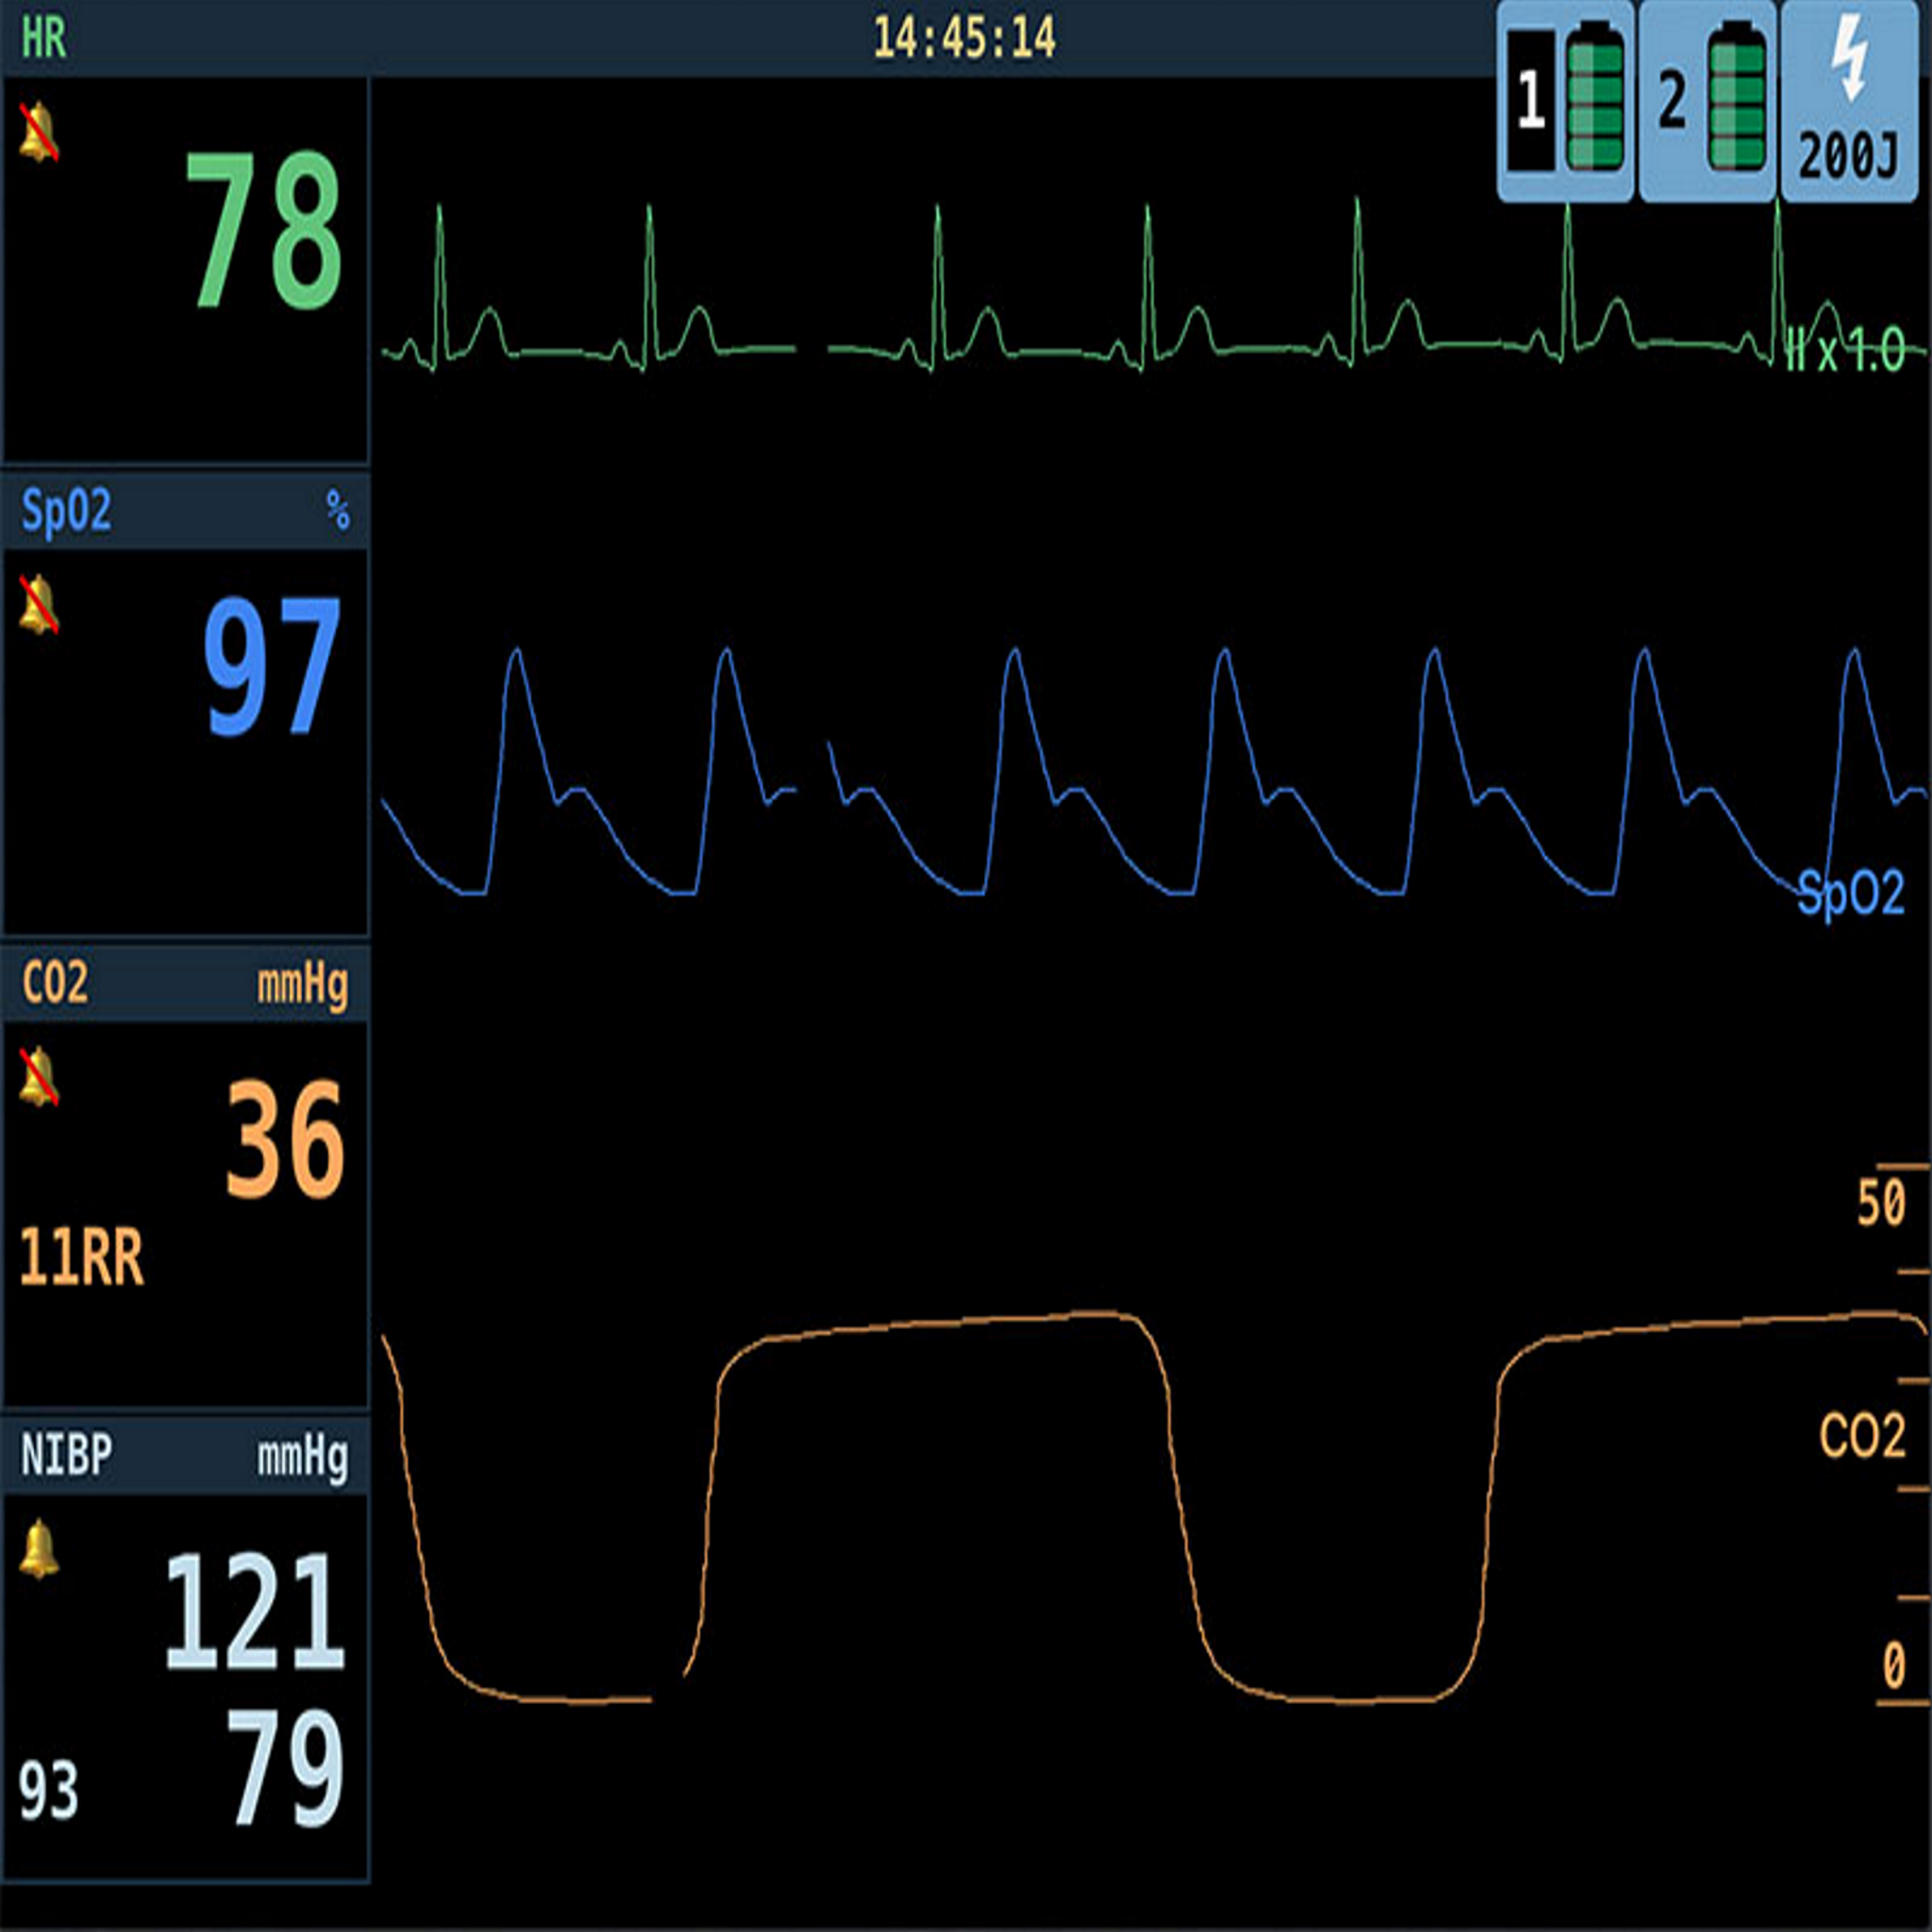 HR
14:45:14
1
2
200J
78
II x 1.0
SpO2 %
97
SpO2
CO2 mmHg
36
11RR
50
CO2
0
NIBP mmHg
121
79
93